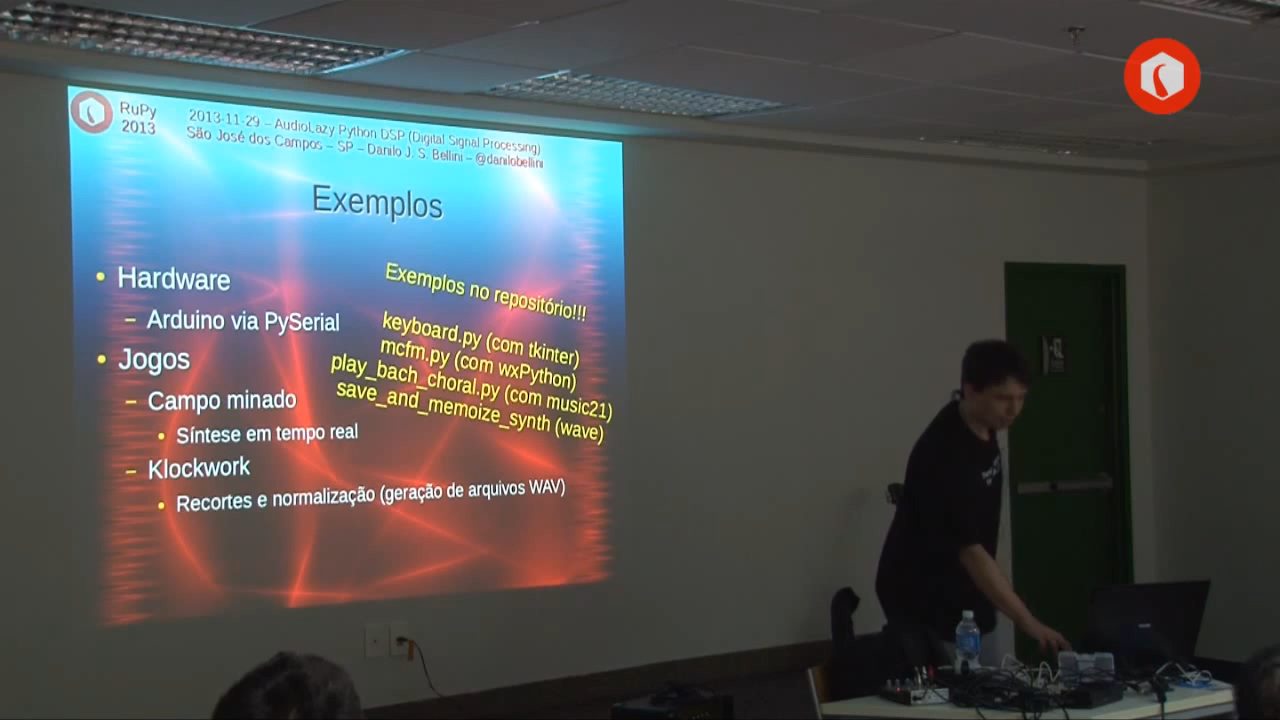 RuPy
2013
2013-11-29 – AudioLazy Python DSP (Digital Signal Processing)
São José dos Campos – SP – Danilo J. S. Bellini – @danilobellini
Exemplos
• Hardware
– Arduino via PySerial
• Jogos
– Campo minado
• Síntese em tempo real
– Klockwork
• Recortes e normalização (geração de arquivos WAV)
Exemplos no repositório!!!
keyboard.py (com tkinter)
mcfm.py (com wxPython)
play_bach_choral.py (com music21)
save_and_memoize_synth (wave)